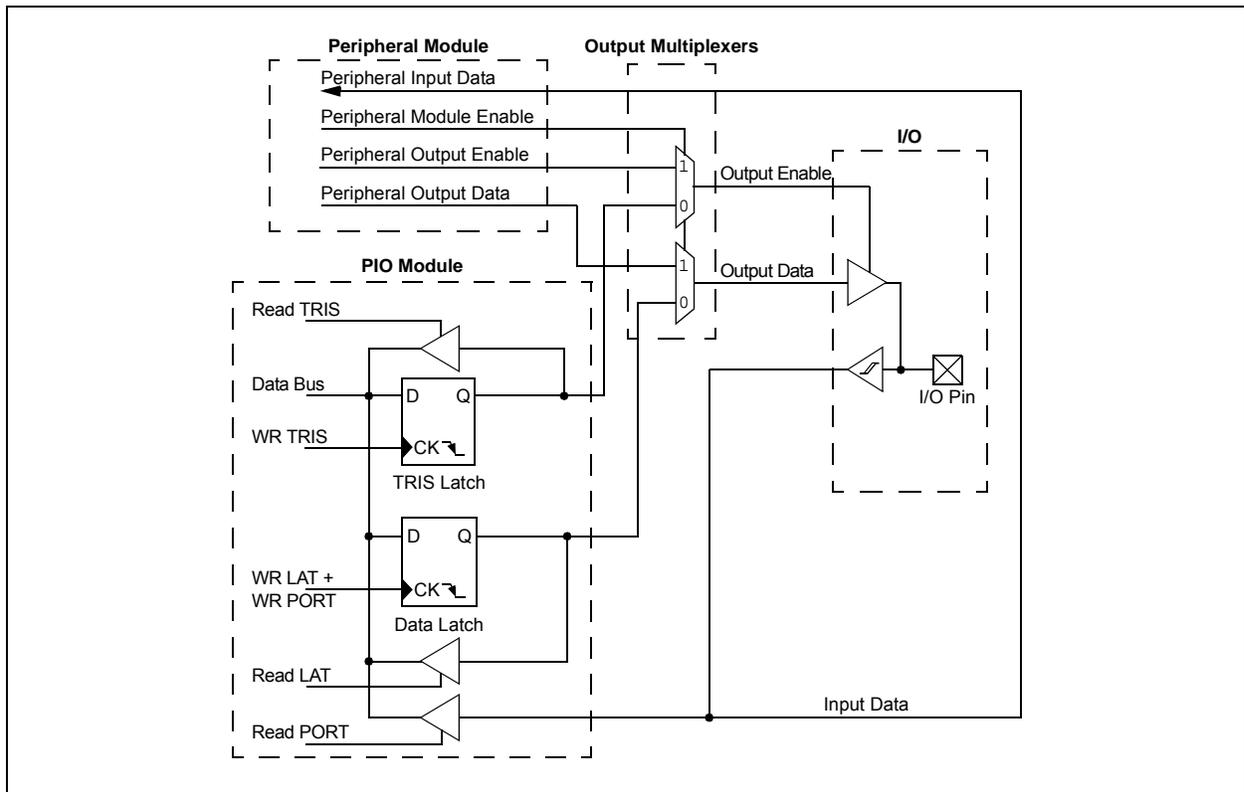 Peripheral Module
Output Multiplexers
Peripheral Input Data
Peripheral Module Enable
Peripheral Output Enable
Peripheral Output Data
1
0
Output Enable
I/O
1
0
Output Data
I/O Pin
PIO Module
Read TRIS
Data Bus
D
Q
WR TRIS
CK
TRIS Latch
D
Q
WR LAT +
WR PORT
CK
Data Latch
Read LAT
Read PORT
Input Data